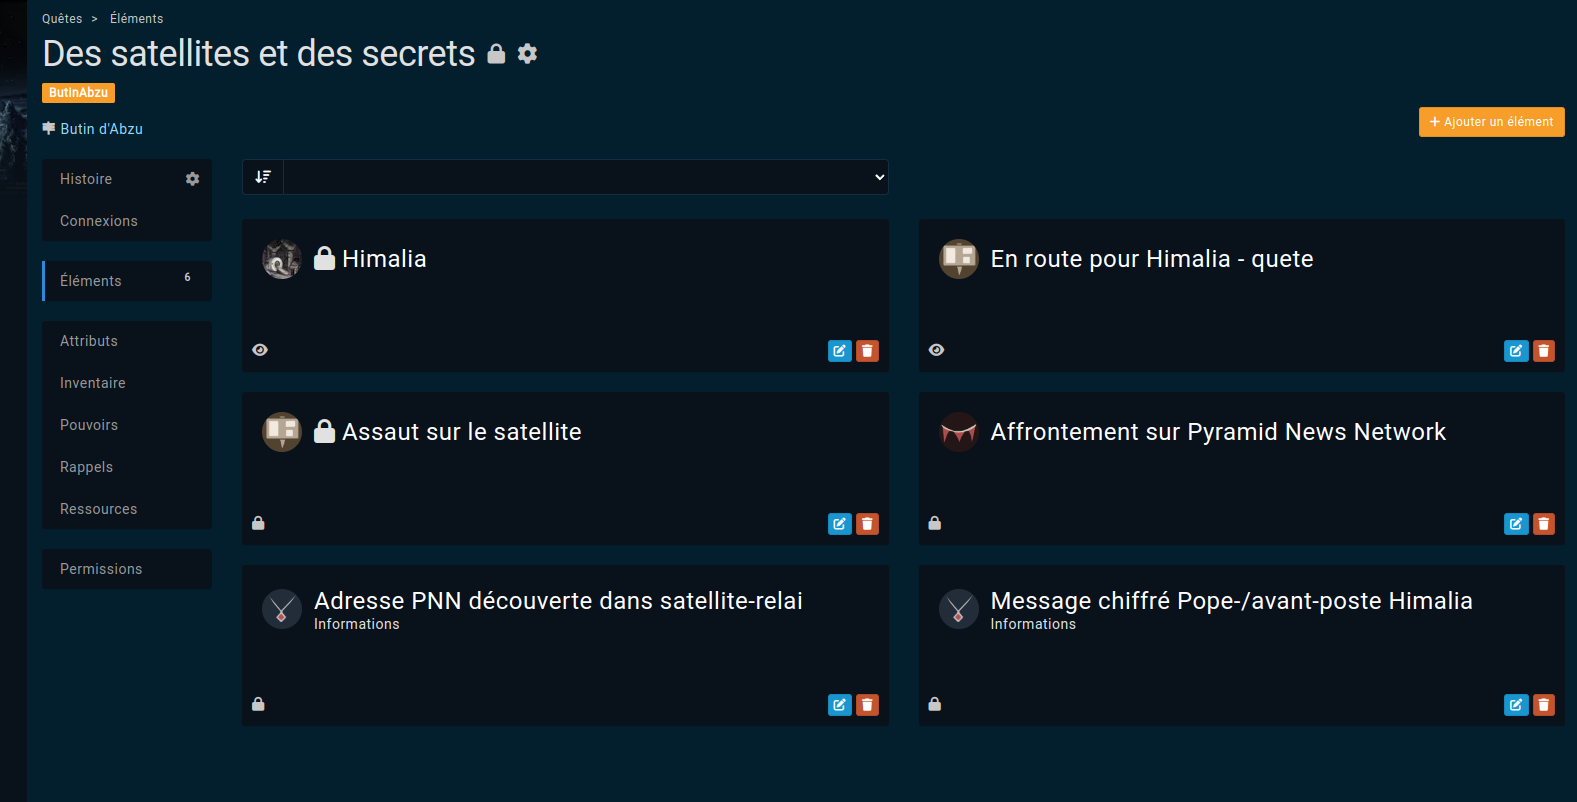 Quêtes > Éléments
Des satellites et des secrets
ButinAbzu
Butin d'Abzu
+ Ajouter un élément
Histoire
Connexions
Éléments 6
Attributs
Inventaire
Pouvoirs
Rappels
Ressources
Permissions
Himalia
En route pour Himalia - quete
Assaut sur le satellite
Affrontement sur Pyramid News Network
Adresse PNN découverte dans satellite-relai
Informations
Message chiffré Pope-/avant-poste Himalia
Informations